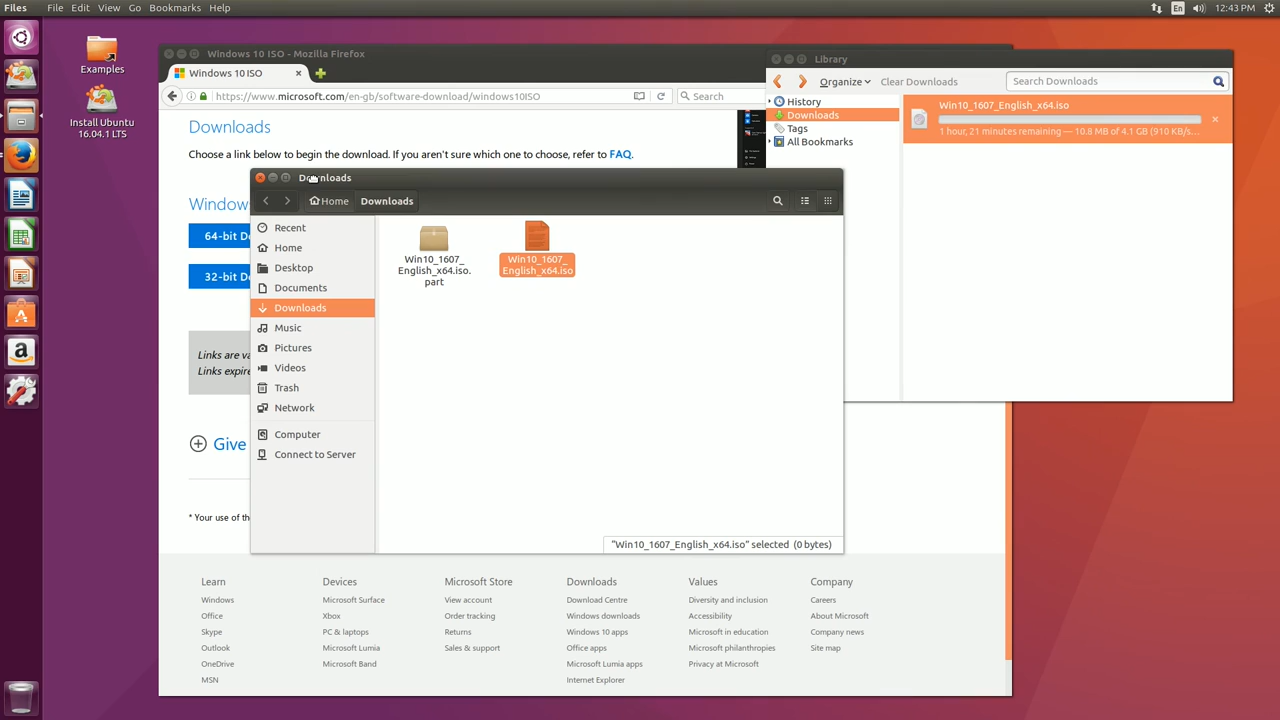 Files File Edit View Go Bookmarks Help En 12:43 PM
Examples
Install Ubuntu
16.04.1 LTS
Windows 10 ISO - Mozilla Firefox
Windows 10 ISO
https://www.microsoft.com/en-gb/software-download/windows10ISO
Search
Downloads
Choose a link below to begin the download. If you aren't sure which one to choose, refer to FAQ.
Window
64-bit Do
32-bit Do
Links are va
Links expire
Give
* Your use of the
Library
Organize Clear Downloads Search Downloads
History
Downloads
Tags
All Bookmarks
Win10_1607_English_x64.iso
1 hour, 21 minutes remaining — 10.8 MB of 4.1 GB (910 KB/s...
Downloads
Home Downloads
Recent
Home
Desktop
Documents
Downloads
Music
Pictures
Videos
Trash
Network
Computer
Connect to Server
Win10_1607_
English_x64.iso.
part
Win10_1607_
English_x64.iso
"Win10_1607_English_x64.iso" selected (0 bytes)
Learn
Windows
Office
Skype
Outlook
OneDrive
MSN
Devices
Microsoft Surface
Xbox
PC & laptops
Microsoft Lumia
Microsoft Band
Microsoft Store
View account
Order tracking
Returns
Sales & support
Downloads
Download Centre
Windows downloads
Windows 10 apps
Office apps
Microsoft Lumia apps
Internet Explorer
Values
Diversity and inclusion
Accessibility
Microsoft in education
Microsoft philanthropies
Privacy at Microsoft
Company
Careers
About Microsoft
Company news
Site map